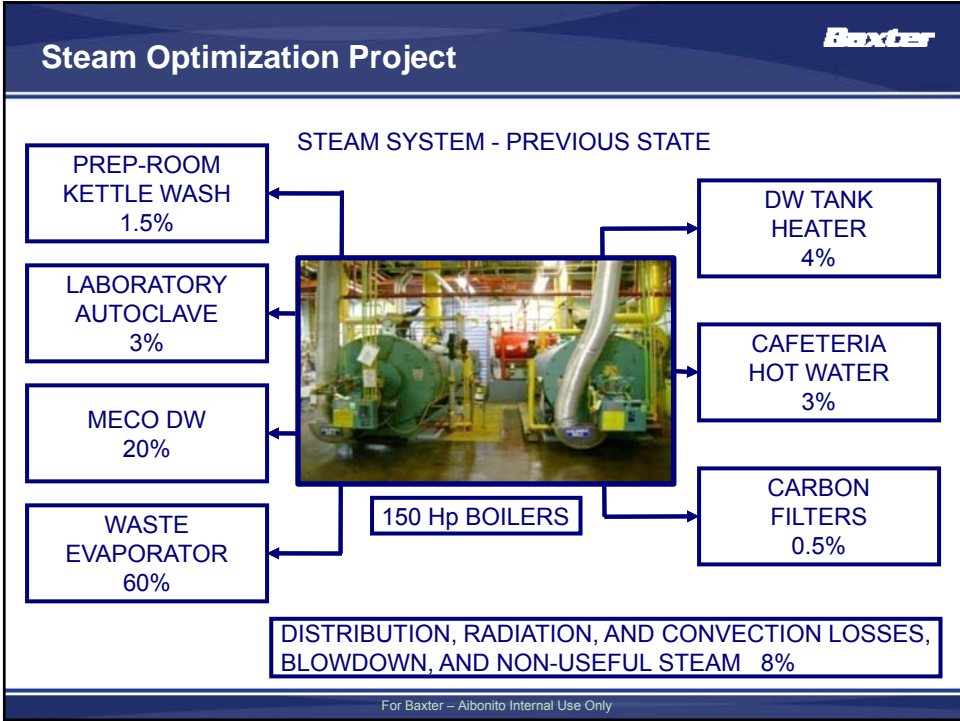 Steam Optimization Project
Baxter
STEAM SYSTEM - PREVIOUS STATE
PREP-ROOM
KETTLE WASH
1.5%
LABORATORY
AUTOCLAVE
3%
MECO DW
20%
WASTE
EVAPORATOR
60%
150 Hp BOILERS
DW TANK
HEATER
4%
CAFETERIA
HOT WATER
3%
CARBON
FILTERS
0.5%
DISTRIBUTION, RADIATION, AND CONVECTION LOSSES,
BLOWDOWN, AND NON-USEFUL STEAM 8%
For Baxter – Aibonito Internal Use Only